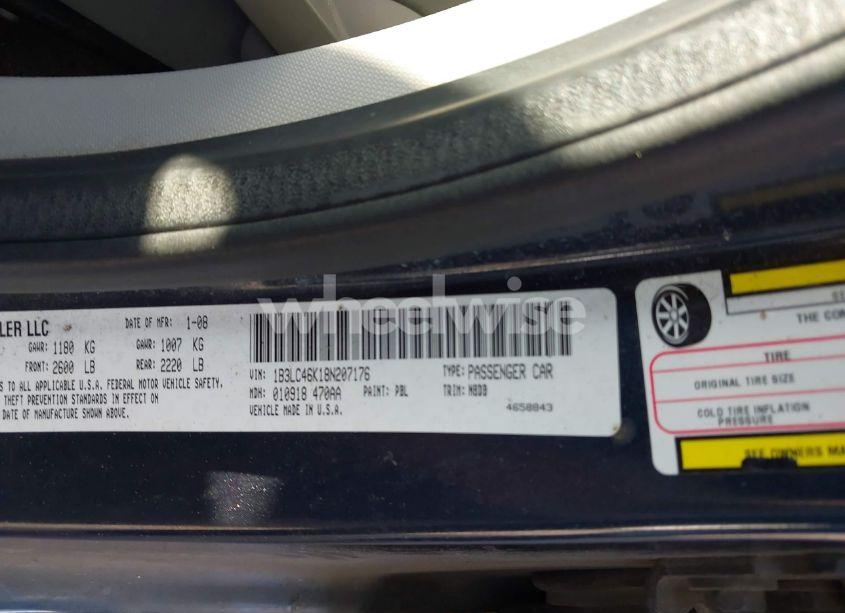 LER LLC
DATE OF MFR: 1-08
GAWR: 1180 KG
GAWR: 1007 KG
FRONT: 2600 LB
REAR: 2220 LB
S TO ALL APPLICABLE U.S.A. FEDERAL MOTOR VEHICLE SAFETY,
THEFT PREVENTION STANDARDS IN EFFECT ON
DATE OF MANUFACTURE SHOWN ABOVE.
VIN: 1B3LC46K18N207176
TYPE: PASSENGER CAR
MDH: 010918 470AA
PAINT: PBL
TRIM: N8DB
VEHICLE MADE IN U.S.A.
4658843
wheelwise
THE CO
TIRE
ORIGINAL TIRE SIZE
COLD TIRE INFLATION
PRESSURE
SEE OWNERS MA